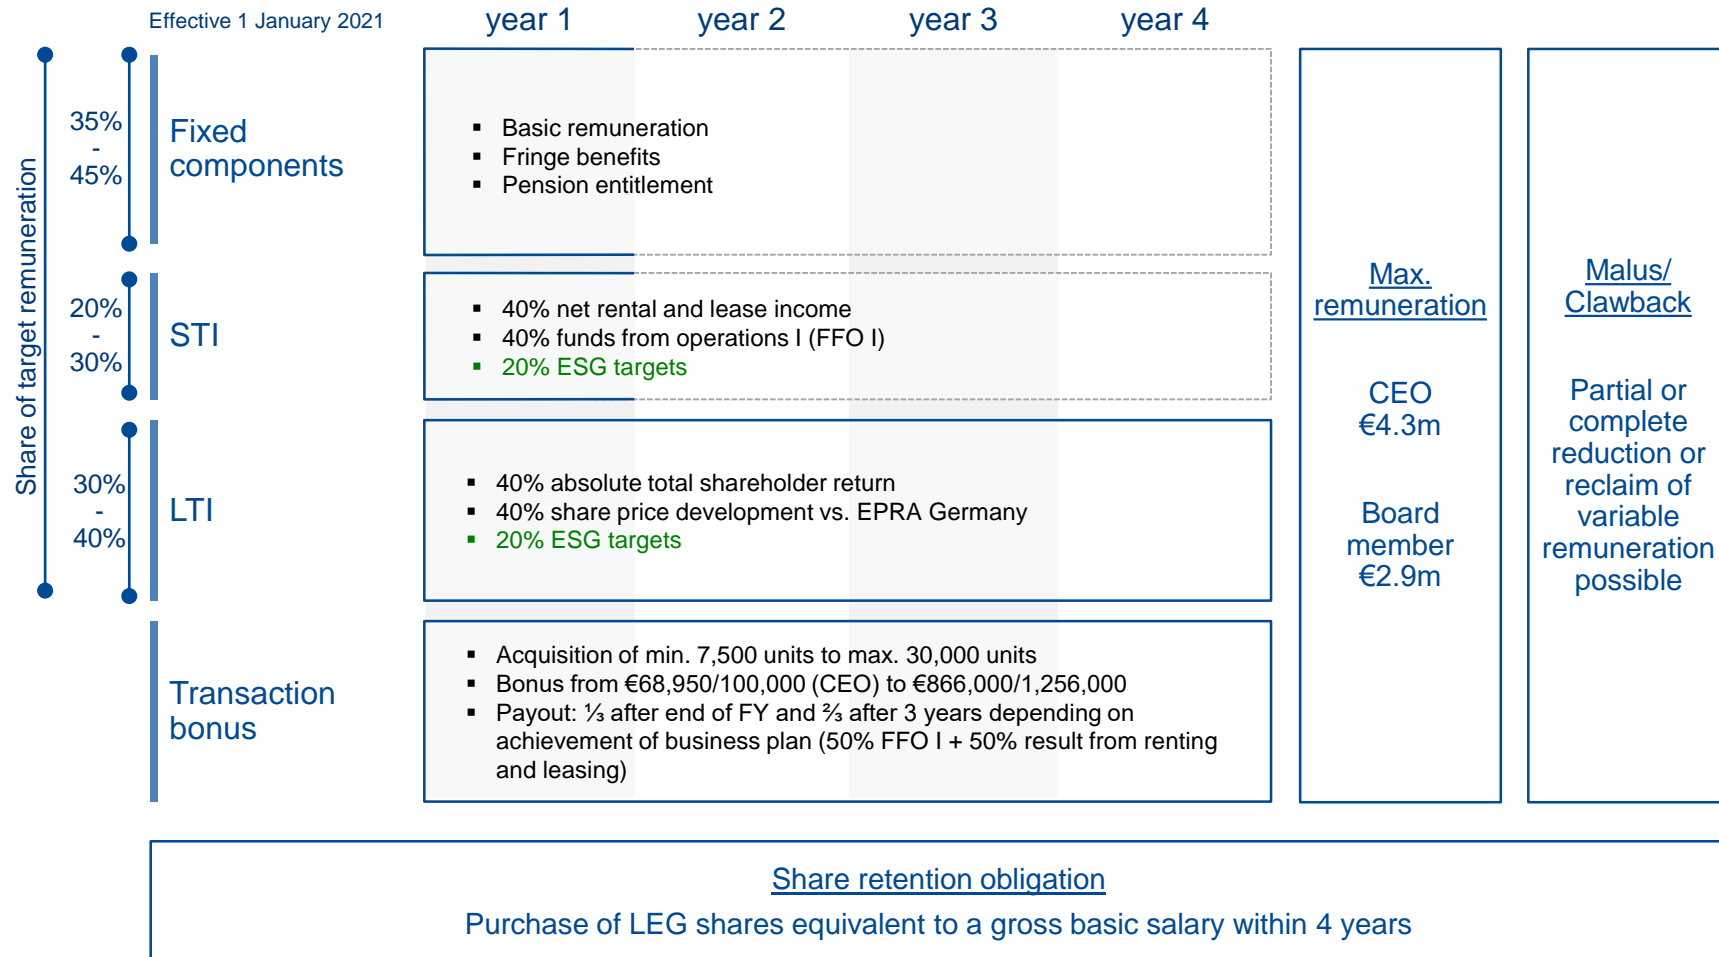 Effective 1 January 2021
year 1
year 2
year 3
year 4
Share of target remuneration
35%
-
45%
Fixed
components
▪ Basic remuneration
▪ Fringe benefits
▪ Pension entitlement
20%
-
30%
STI
▪ 40% net rental and lease income
▪ 40% funds from operations I (FFO I)
▪ 20% ESG targets
30%
-
40%
LTI
▪ 40% absolute total shareholder return
▪ 40% share price development vs. EPRA Germany
▪ 20% ESG targets
Transaction
bonus
▪ Acquisition of min. 7,500 units to max. 30,000 units
▪ Bonus from €68,950/100,000 (CEO) to €866,000/1,256,000
▪ Payout: ⅓ after end of FY and ⅔ after 3 years depending on
achievement of business plan (50% FFO I + 50% result from renting
and leasing)
Max.
remuneration
CEO
€4.3m
Board
member
€2.9m
Malus/
Clawback
Partial or
complete
reduction or
reclaim of
variable
remuneration
possible
Share retention obligation
Purchase of LEG shares equivalent to a gross basic salary within 4 years